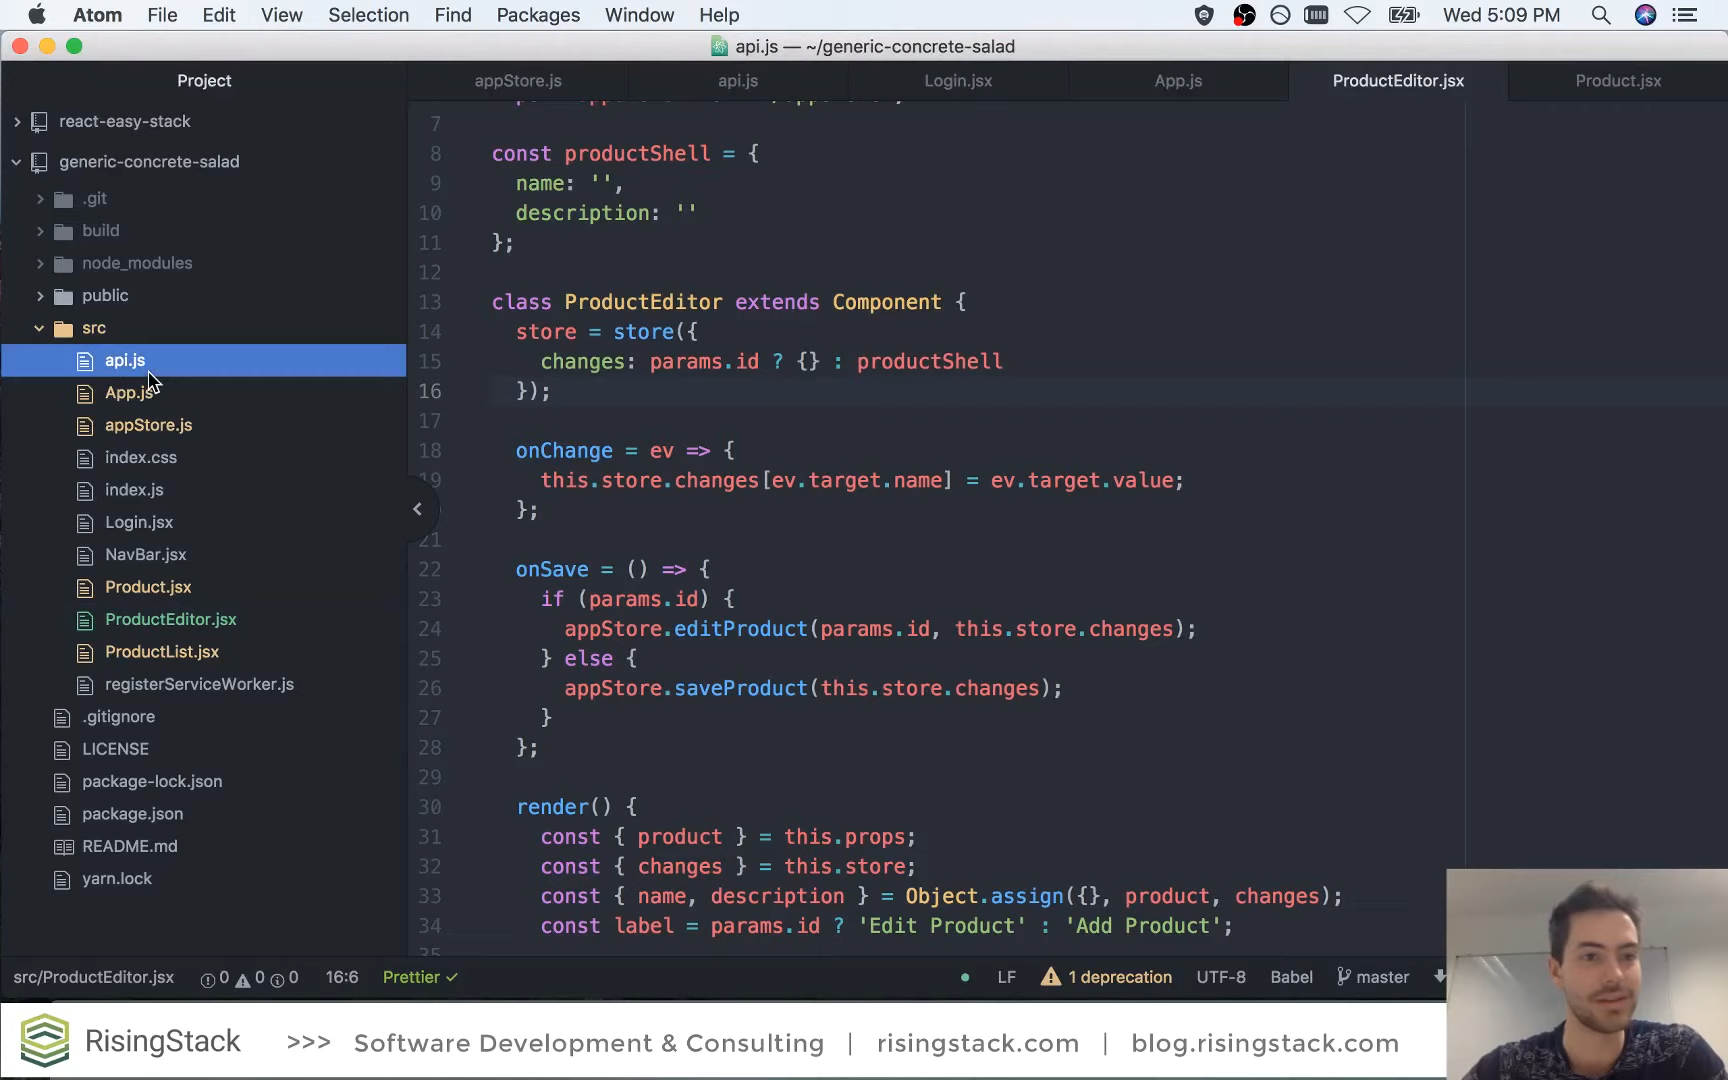 Atom File Edit View Selection Find Packages Window Help Wed 5:09 PM
api.js — ~/generic-concrete-salad
Project
appStore.js api.js Login.jsx App.js ProductEditor.jsx Product.jsx
react-easy-stack
generic-concrete-salad
.git
build
node_modules
public
src
api.js
App.js
appStore.js
index.css
index.js
Login.jsx
NavBar.jsx
Product.jsx
ProductEditor.jsx
ProductList.jsx
registerServiceWorker.js
.gitignore
LICENSE
package-lock.json
package.json
README.md
yarn.lock
7
8 const productShell = {
9 name: '',
10 description: ''
11 };
12
13 class ProductEditor extends Component {
14 store = store({
15 changes: params.id ? {} : productShell
16 });
17
18 onChange = ev => {
19 this.store.changes[ev.target.name] = ev.target.value;
};
21
22 onSave = () => {
23 if (params.id) {
24 appStore.editProduct(params.id, this.store.changes);
25 } else {
26 appStore.saveProduct(this.store.changes);
27 }
28 };
29
30 render() {
31 const { product } = this.props;
32 const { changes } = this.store;
33 const { name, description } = Object.assign({}, product, changes);
34 const label = params.id ? 'Edit Product' : 'Add Product';
35
src/ProductEditor.jsx 0 0 0 16:6 Prettier ✓ LF 1 deprecation UTF-8 Babel master
RisingStack >>> Software Development & Consulting | risingstack.com | blog.risingstack.com